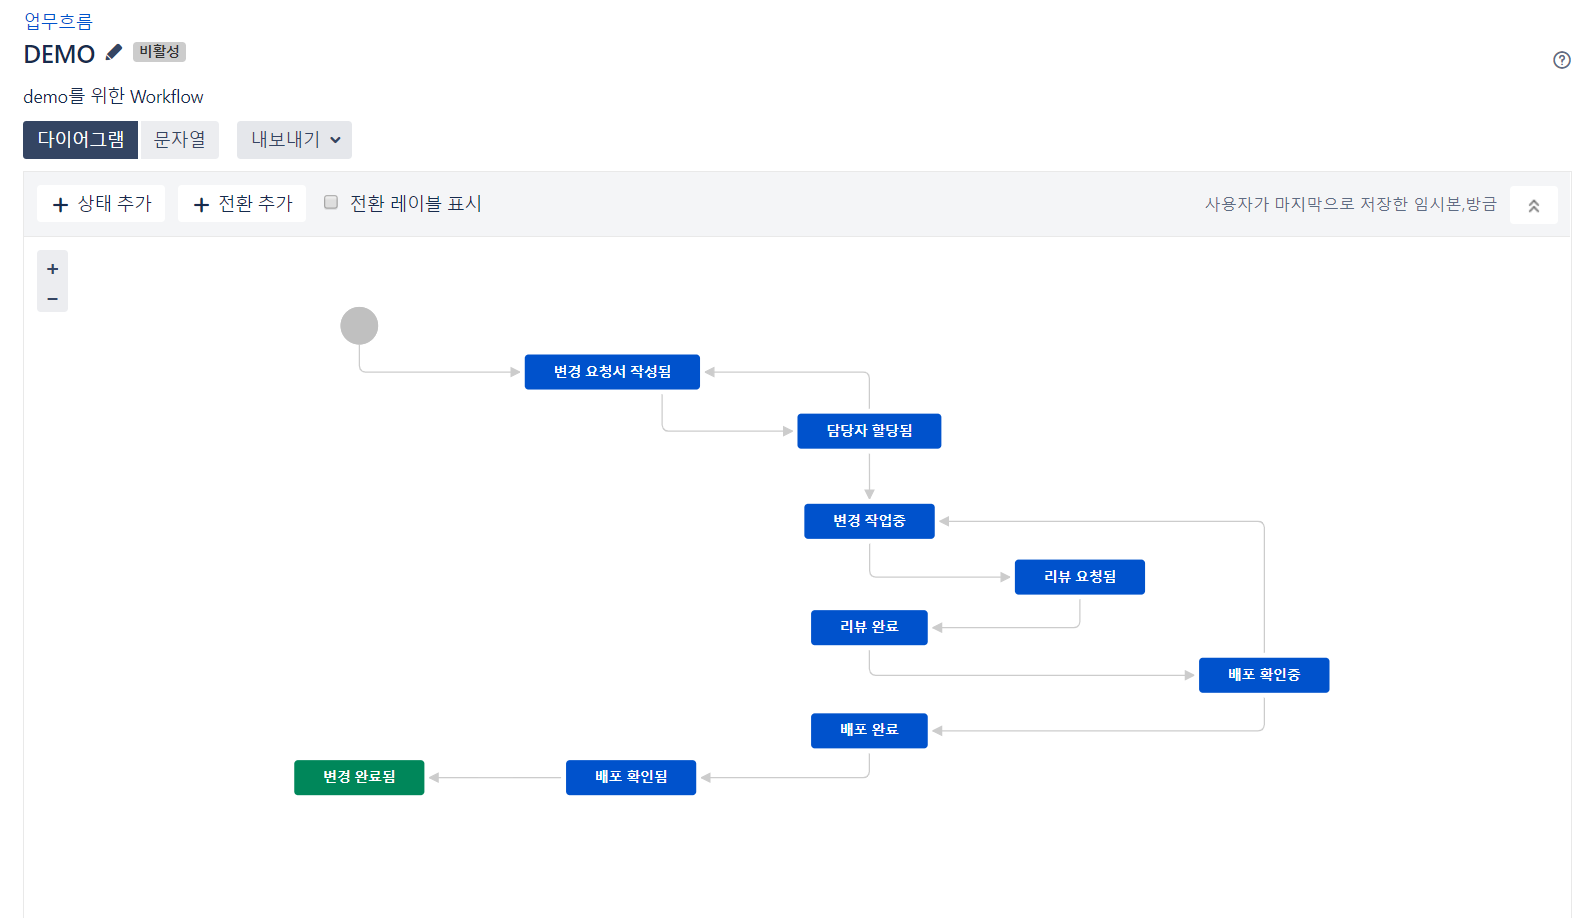 업무흐름
DEMO 비활성
demo를 위한 Workflow
다이어그램 문자열 내보내기
+ 상태 추가 + 전환 추가 전환 레이블 표시 사용자가 마지막으로 저장한 임시본,방금
+
−
변경 요청서 작성됨
담당자 할당됨
변경 작업중
리뷰 요청됨
리뷰 완료
배포 확인중
배포 완료
변경 완료됨 배포 확인됨